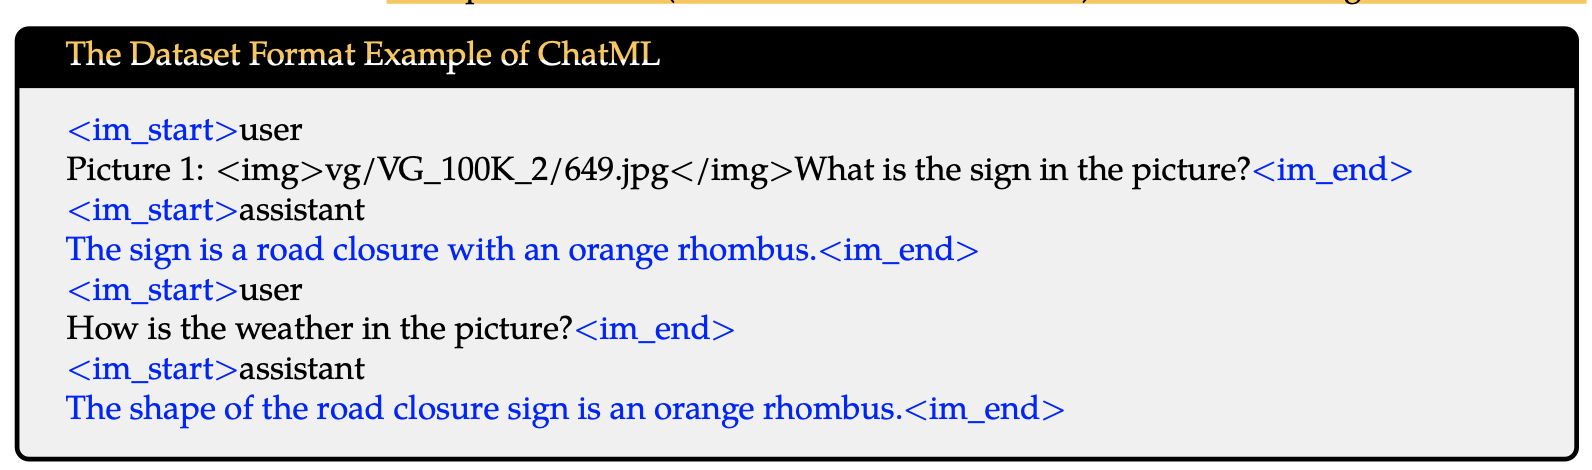 The Dataset Format Example of ChatML
<im_start>user
Picture 1: <img>vg/VG_100K_2/649.jpg</img>What is the sign in the picture?<im_end>
<im_start>assistant
The sign is a road closure with an orange rhombus.<im_end>
<im_start>user
How is the weather in the picture?<im_end>
<im_start>assistant
The shape of the road closure sign is an orange rhombus.<im_end>